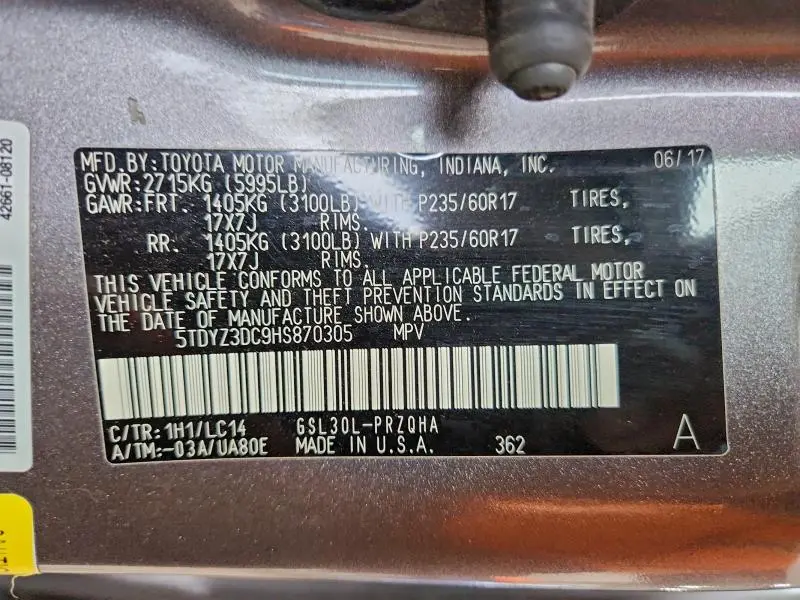 MFD.BY:TOYOTA MOTOR MANUFACTURING, INDIANA, INC. 06/17
GVWR:2715KG (5995LB)
GAWR:FRT. 1405KG (3100LB) WITH P235/60R17 TIRES,
17X7J RIMS.
RR. 1405KG (3100LB) WITH P235/60R17 TIRES,
17X7J RIMS.
THIS VEHICLE CONFORMS TO ALL APPLICABLE FEDERAL MOTOR
VEHICLE SAFETY AND THEFT PREVENTION STANDARDS IN EFFECT ON
THE DATE OF MANUFACTURE SHOWN ABOVE.
5TDYZ3DC9HS870305 MPV
C/TR:1H1/LC14 GSL30L-PRZQHA
A/TM:-03A/UA80E MADE IN U.S.A. 362 A
42661-08120